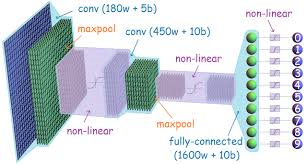 conv (180w + 5b)
maxpool
conv (450w + 10b)
non-linear
non-linear
non-linear
maxpool
fully-connected
(1600w + 10b)
0
1
2
3
4
5
6
7
8
9